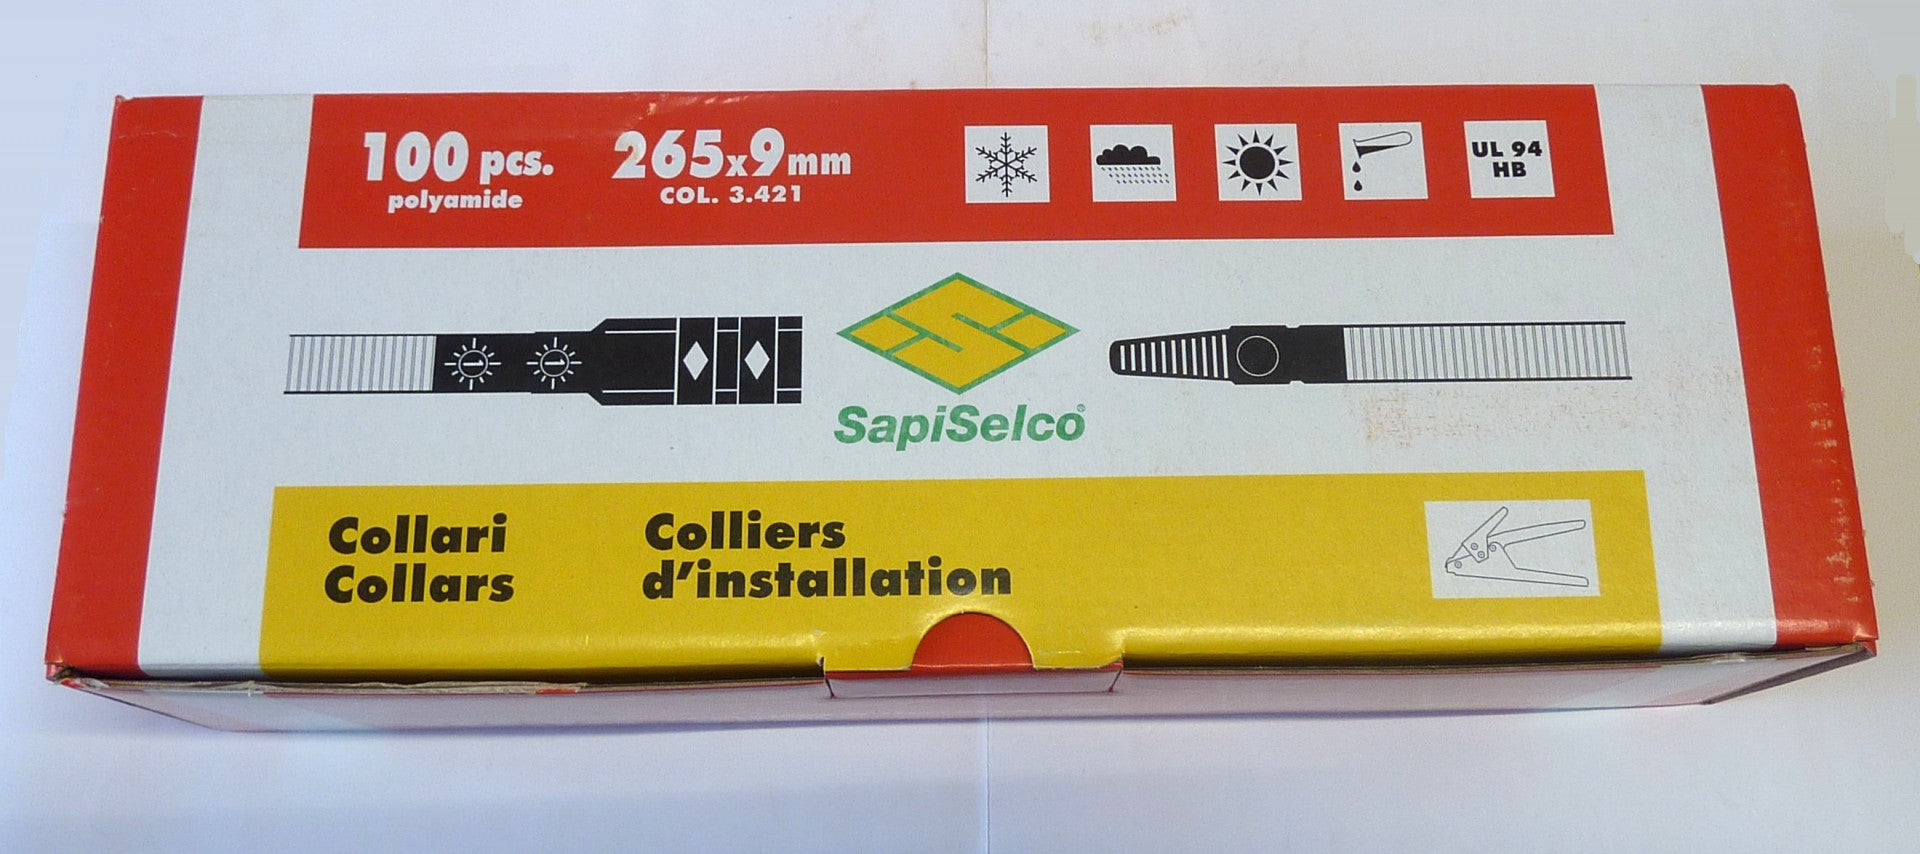 100 pcs.
polyamide
265x9mm
COL. 3.421
UL 94
HB
SapiSelco®
Collari
Collars
Colliers
d'installation